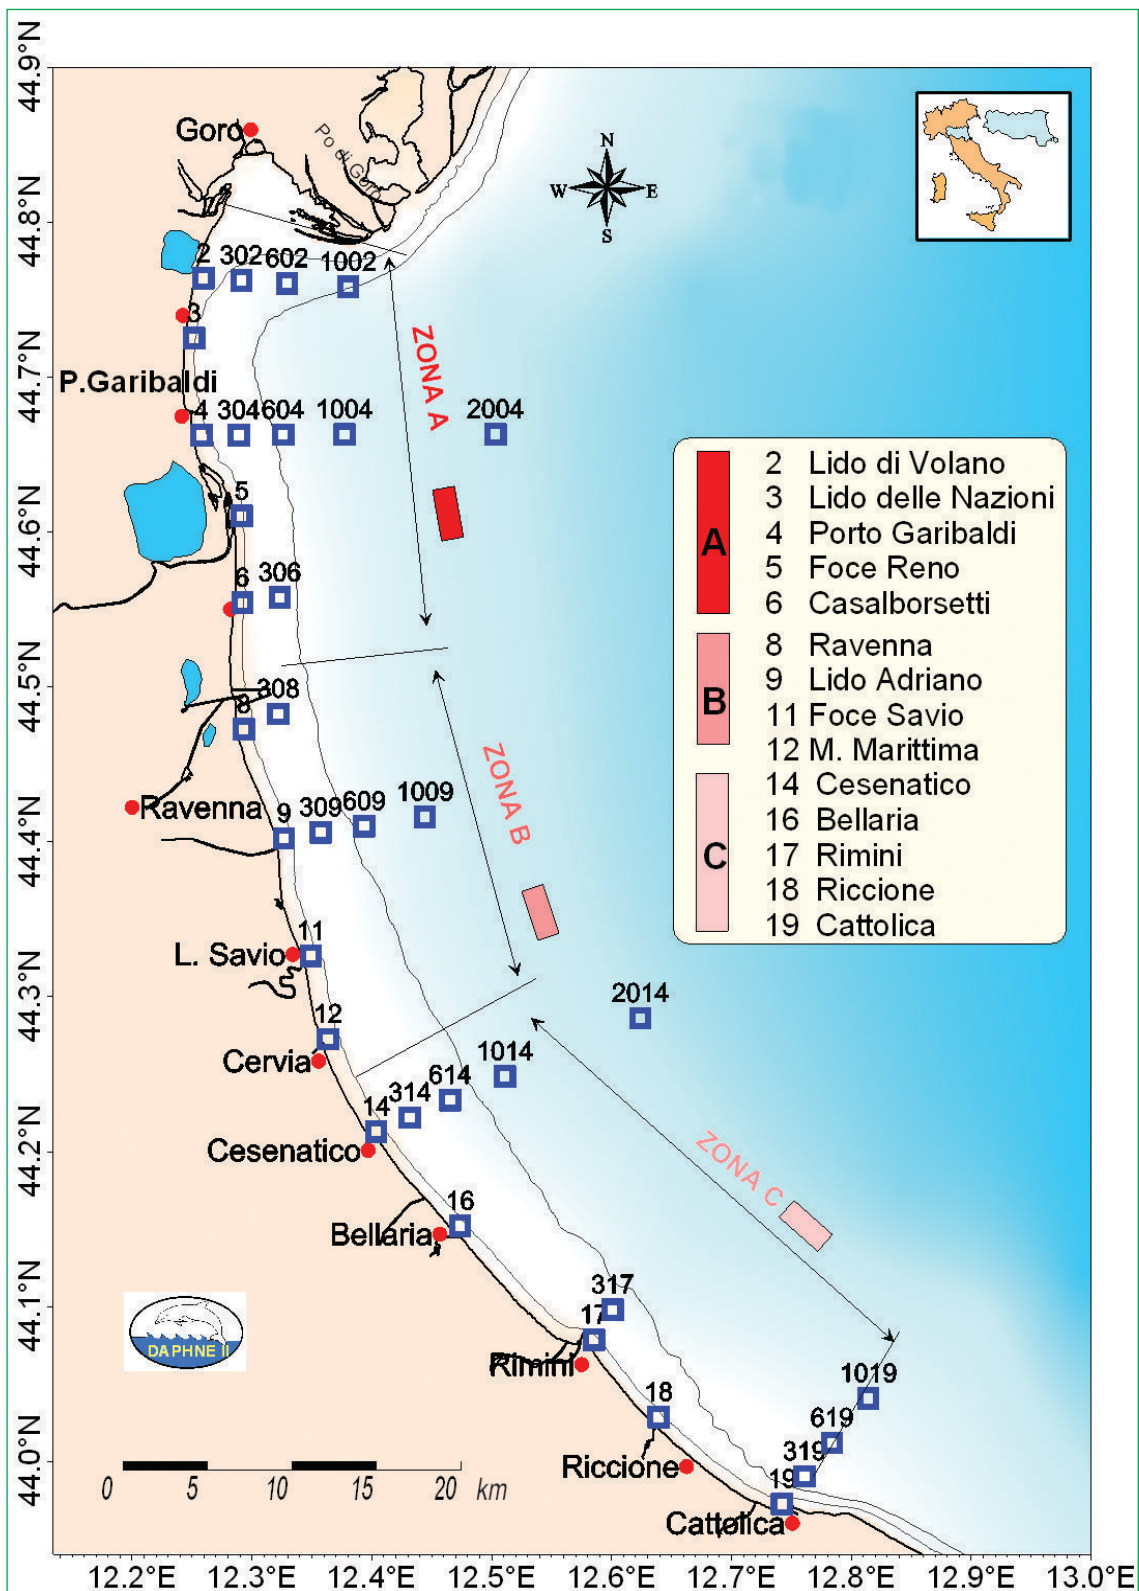 44.9°N
44.8°N
44.7°N
44.6°N
44.5°N
44.4°N
44.3°N
44.2°N
44.1°N
44.0°N
Goro
Po di Goro
N
W E
S
2 302 602 1002
3
P.Garibaldi
4 304 604 1004 2004
ZONA A
5
6 306
A
2 Lido di Volano
3 Lido delle Nazioni
4 Porto Garibaldi
5 Foce Reno
6 Casalborsetti
B
8 Ravenna
9 Lido Adriano
11 Foce Savio
12 M. Marittima
C
14 Cesenatico
16 Bellaria
17 Rimini
18 Riccione
19 Cattolica
8 308
Ravenna
9 309 609 1009
ZONA B
L. Savio
11
12
Cervia
2014
14 314 614 1014
Cesenatico
ZONA C
16
Bellaria
317
17
Rimini
DAPHNE II
18
Riccione
1019
619
319
19
Cattolica
0 5 10 20 km
12.2°E 12.3°E 12.4°E 12.5°E 12.6°E 12.7°E 12.8°E 12.9°E 13.0°E